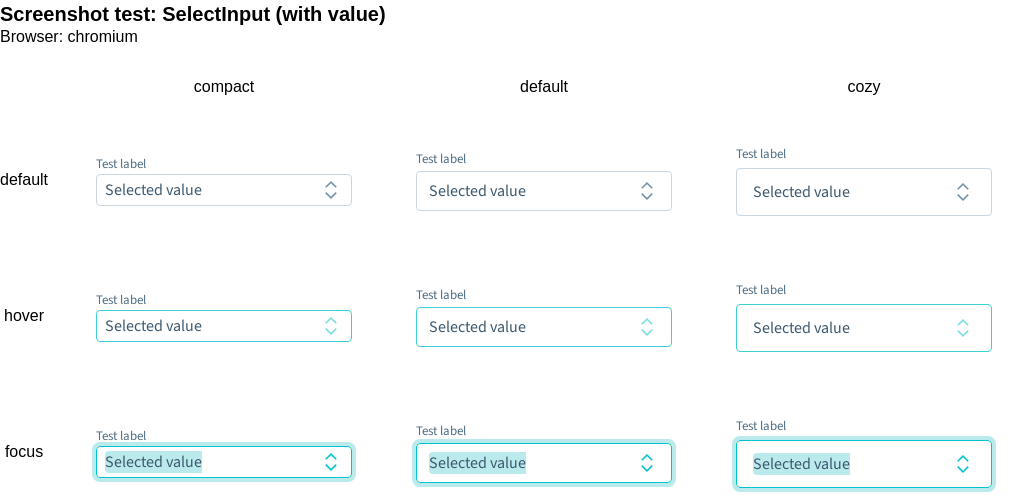 Screenshot test: SelectInput (with value)
Browser: chromium
compact default cozy
Test label Test label Test label
default Selected value Selected value Selected value
Test label Test label Test label
hover Selected value Selected value Selected value
Test label Test label Test label
focus Selected value Selected value Selected value